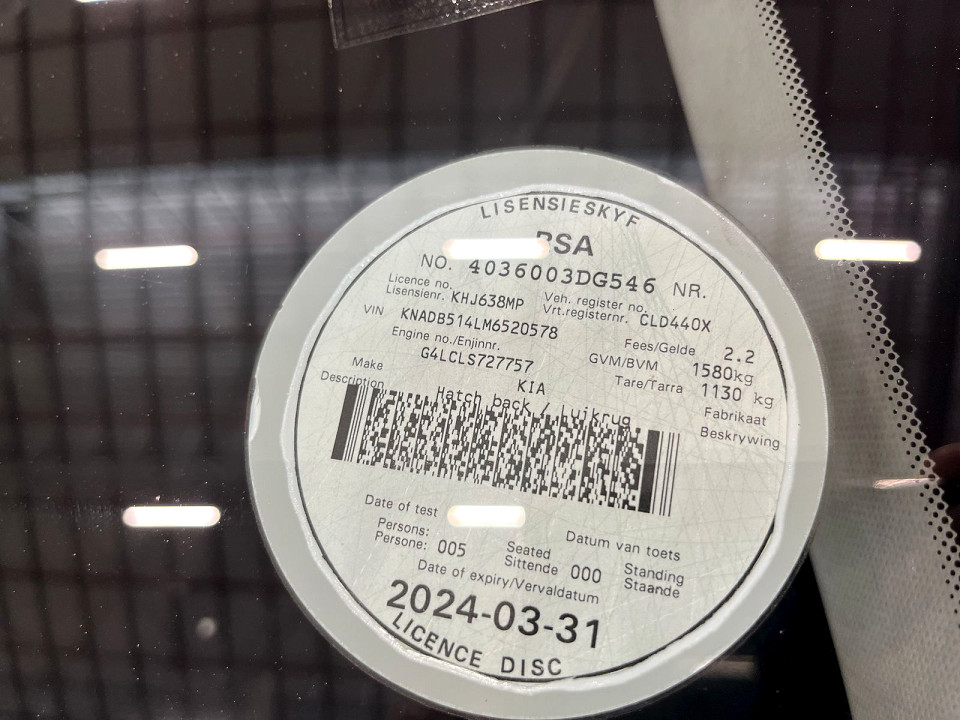 LISENSIESKYF
RSA
NO. 4036003DG546 NR.
Licence no. Veh. register no.
Lisensienr. KHJ638MP Vrt.registernr. CLD440X
VIN KNADB514LM6520578 Fees/Gelde 2.2
Engine no./Enjinnr. GVM/BVM 1580kg
G4LCLS727757 Tare/Tarra 1130 kg
Make KIA Fabrikaat
Description Hatch back / Luikrug Beskrywing
Date of test Datum van toets
Persons: Seated Standing
Persone: 005 Sittende 000 Staande
Date of expiry/Vervaldatum
2024-03-31
LICENCE DISC